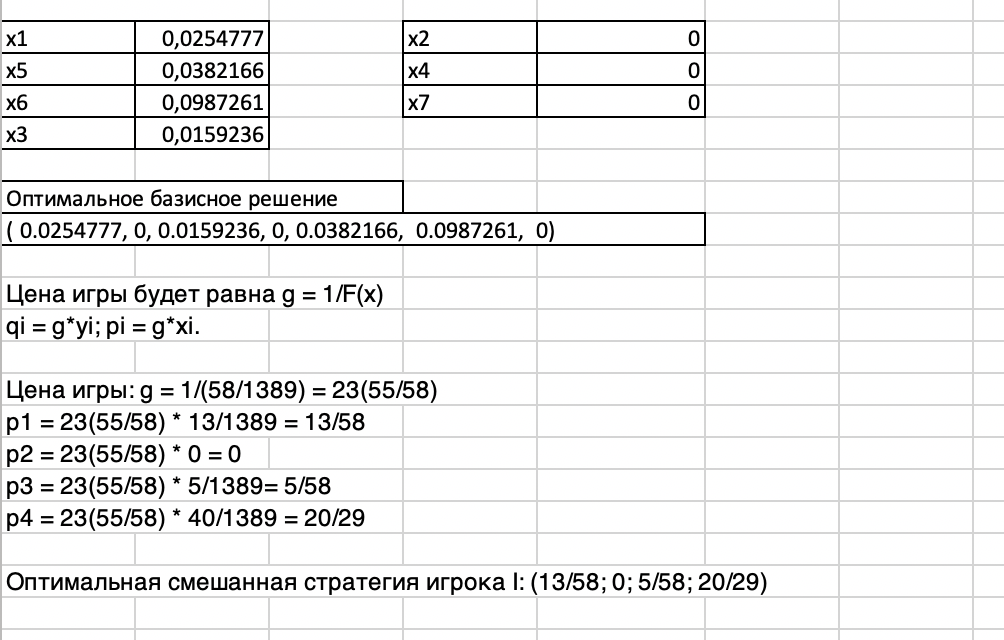 x1 0,0254777 x2 0
x5 0,0382166 x4 0
x6 0,0987261 x7 0
x3 0,0159236
Оптимальное базисное решение
( 0.0254777, 0, 0.0159236, 0, 0.0382166, 0.0987261, 0)
Цена игры будет равна g = 1/F(x)
qi = g*yi; pi = g*xi.
Цена игры: g = 1/(58/1389) = 23(55/58)
p1 = 23(55/58) * 13/1389 = 13/58
p2 = 23(55/58) * 0 = 0
p3 = 23(55/58) * 5/1389= 5/58
p4 = 23(55/58) * 40/1389 = 20/29
Оптимальная смешанная стратегия игрока I: (13/58; 0; 5/58; 20/29)